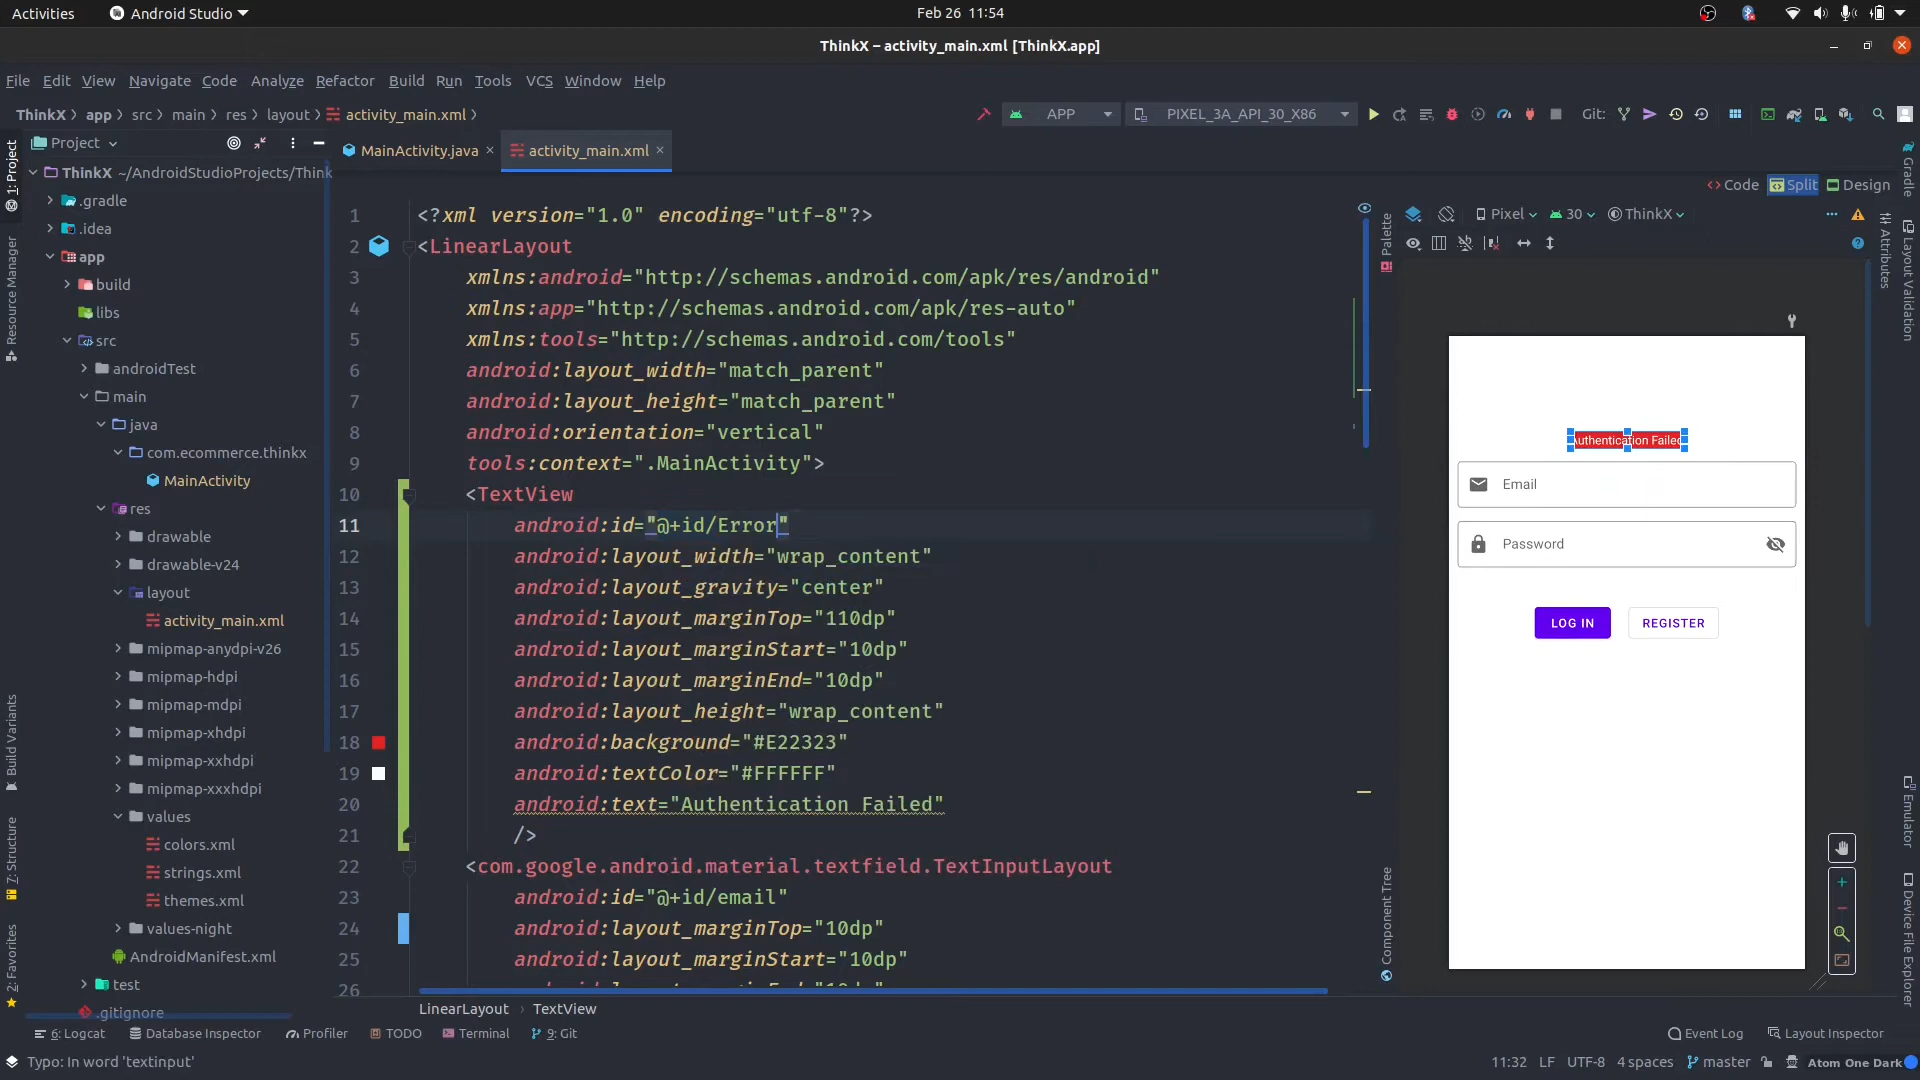 Activities
Android Studio
Feb 26 11:54
ThinkX – activity_main.xml [ThinkX.app]
File Edit View Navigate Code Analyze Refactor Build Run Tools VCS Window Help
ThinkX app src main res layout activity_main.xml
APP
PIXEL_3A_API_30_X86
Git:
1: Project
Resource Manager
Build Variants
7: Structure
2: Favorites
Project
ThinkX ~/AndroidStudioProjects/Think
.gradle
.idea
app
build
libs
src
androidTest
main
java
com.ecommerce.thinkx
MainActivity
res
drawable
drawable-v24
layout
activity_main.xml
mipmap-anydpi-v26
mipmap-hdpi
mipmap-mdpi
mipmap-xhdpi
mipmap-xxhdpi
mipmap-xxxhdpi
values
colors.xml
strings.xml
themes.xml
values-night
AndroidManifest.xml
test
.gitignore
MainActivity.java
activity_main.xml
1 <?xml version="1.0" encoding="utf-8"?>
2 <LinearLayout
3 xmlns:android="http://schemas.android.com/apk/res/android"
4 xmlns:app="http://schemas.android.com/apk/res-auto"
5 xmlns:tools="http://schemas.android.com/tools"
6 android:layout_width="match_parent"
7 android:layout_height="match_parent"
8 android:orientation="vertical"
9 tools:context=".MainActivity">
10 <TextView
11 android:id="@+id/Error"
12 android:layout_width="wrap_content"
13 android:layout_gravity="center"
14 android:layout_marginTop="110dp"
15 android:layout_marginStart="10dp"
16 android:layout_marginEnd="10dp"
17 android:layout_height="wrap_content"
18 android:background="#E22323"
19 android:textColor="#FFFFFF"
20 android:text="Authentication Failed"
21 />
22 <com.google.android.material.textfield.TextInputLayout
23 android:id="@+id/email"
24 android:layout_marginTop="10dp"
25 android:layout_marginStart="10dp"
26
Code Split Design
Palette
Pixel 30 ThinkX
Authentication Failed
Email
Password
LOG IN REGISTER
Component Tree
Gradle
Attributes
Layout Validation
Emulator
Device File Explorer
LinearLayout TextView
6: Logcat Database Inspector Profiler TODO Terminal 9: Git
Event Log Layout Inspector
Typo: In word 'textinput'
11:32 LF UTF-8 4 spaces master Atom One Dark